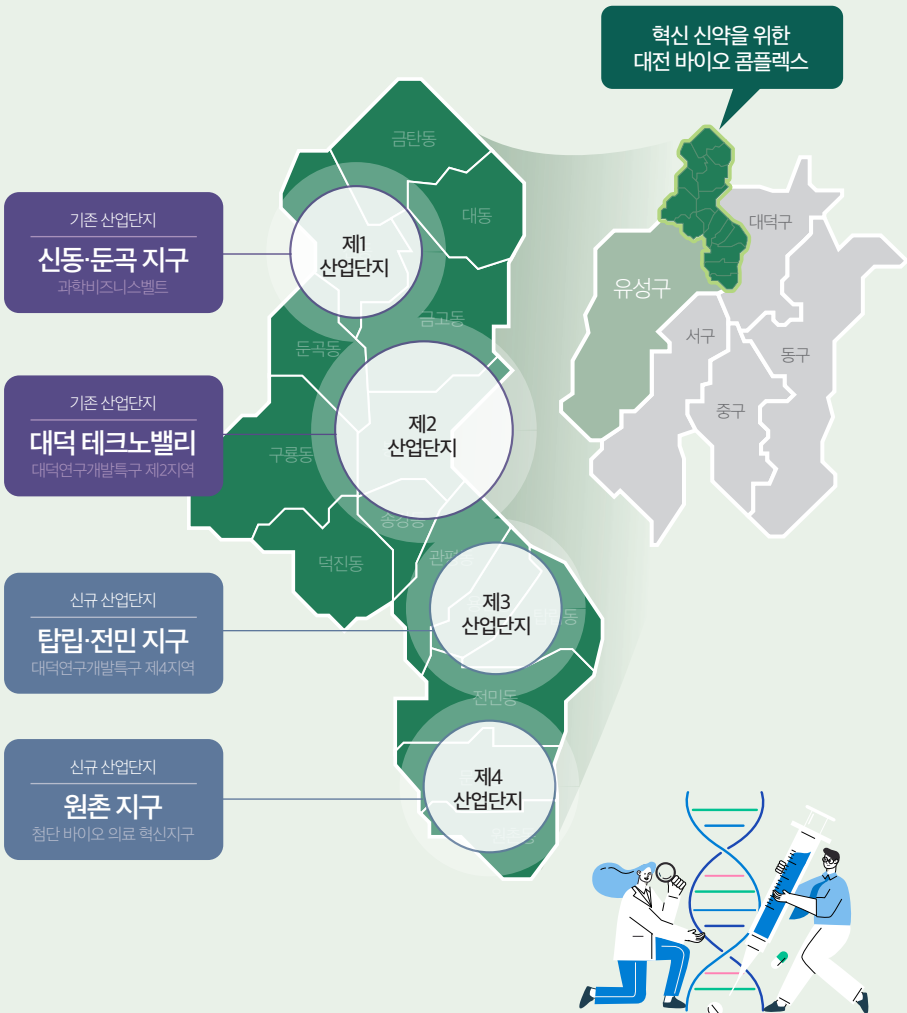 혁신 신약을 위한
대전 바이오 콤플렉스
금탄동
대동
기존 산업단지
신동·둔곡 지구
과학비즈니스벨트
제1
산업단지
금고동
둔곡동
대덕구
유성구
서구
동구
중구
기존 산업단지
대덕 테크노밸리
대덕연구개발특구 제2지역
제2
산업단지
구룡동
송강동
덕진동
관평동
신규 산업단지
탑립·전민 지구
대덕연구개발특구 제4지역
제3
산업단지
전민동
신규 산업단지
원촌 지구
첨단 바이오 의료 혁신지구
제4
산업단지
원촌동